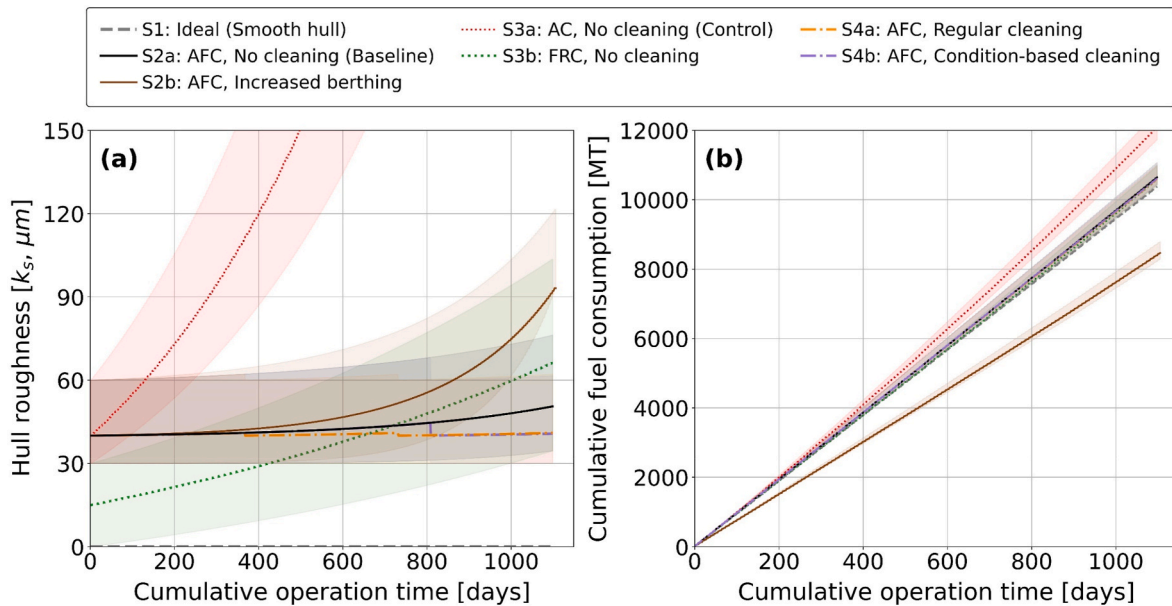 S1: Ideal (Smooth hull)
S2a: AFC, No cleaning (Baseline)
S2b: AFC, Increased berthing
S3a: AC, No cleaning (Control)
S3b: FRC, No cleaning
S4a: AFC, Regular cleaning
S4b: AFC, Condition-based cleaning
(a)
Hull roughness [kₛ, μm]
150
120
90
60
30
0
0 200 400 600 800 1000
Cumulative operation time [days]
(b)
Cumulative fuel consumption [MT]
12000
10000
8000
6000
4000
2000
0
0 200 400 600 800 1000
Cumulative operation time [days]